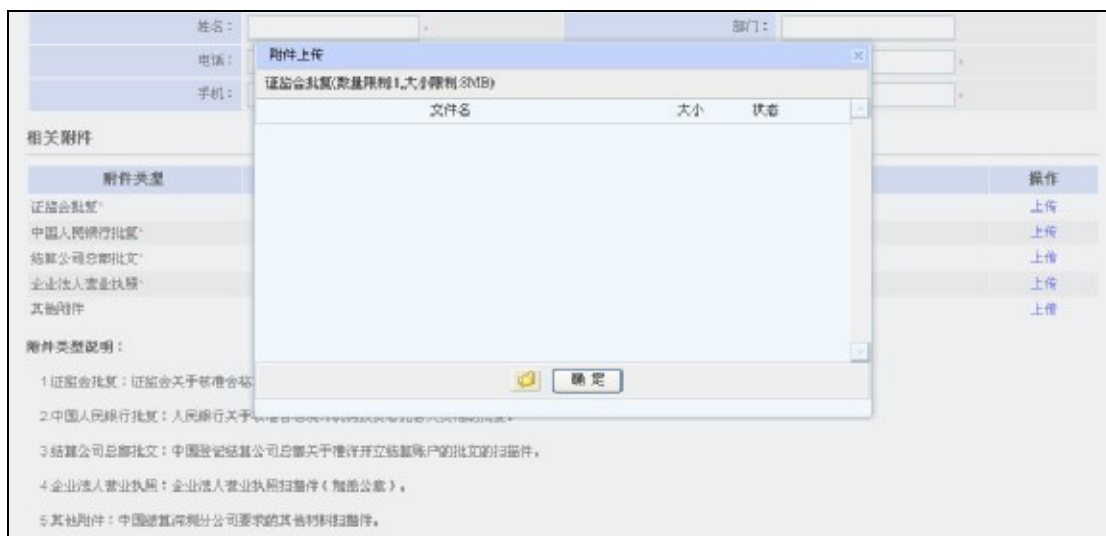 姓名： * 部门：
附件上传
电话： *
证监会批复(数量限制:1,大小限制:8MB)
手机： *
文件名 大小 状态
相关附件
附件类型 操作
证监会批复* 上传
中国人民银行批复* 上传
结算公司总部批文* 上传
企业法人营业执照* 上传
其他附件 上传
附件类型说明：
确 定
1.证监会批复：证监会关于核准合格
2.中国人民银行批复：人民银行关于
3.结算公司总部批文：中国登记结算公司总部关于准许开立结算账户的批文的扫描件。
4.企业法人营业执照：企业法人营业执照扫描件（加盖公章）。
5.其他附件：中国结算深圳分公司要求的其他材料扫描件。